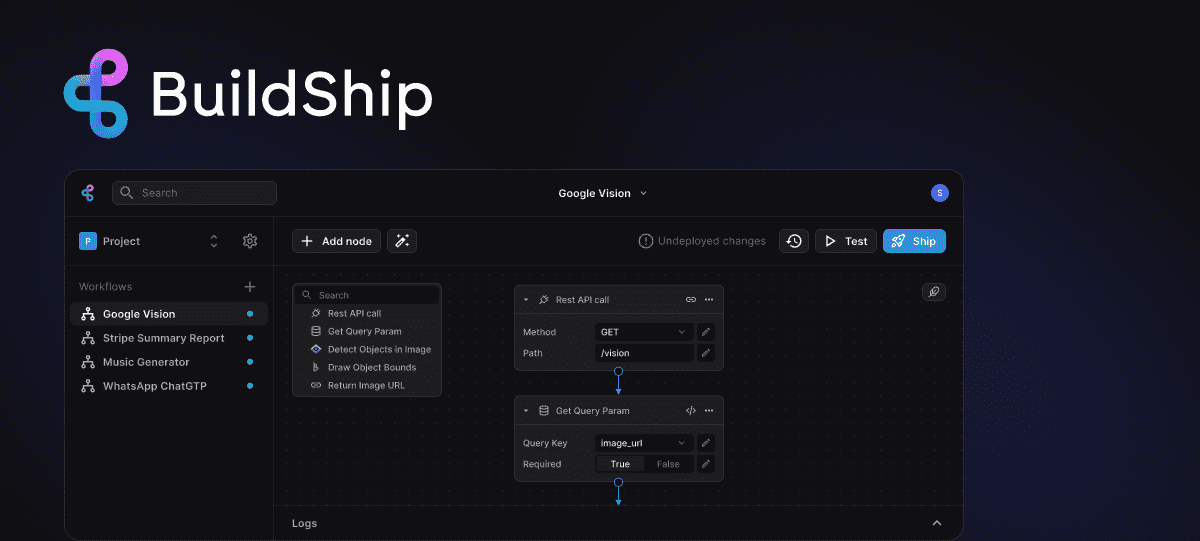 BuildShip
Search
Google Vision
S
P
Project
Add node
Undeployed changes
Test
Ship
Workflows
Google Vision
Stripe Summary Report
Music Generator
WhatsApp ChatGTP
Search
Rest API call
Get Query Param
Detect Objects in Image
Draw Object Bounds
Return Image URL
Rest API call
Method GET
Path /vision
Get Query Param
Query Key image_url
Required True False
Logs